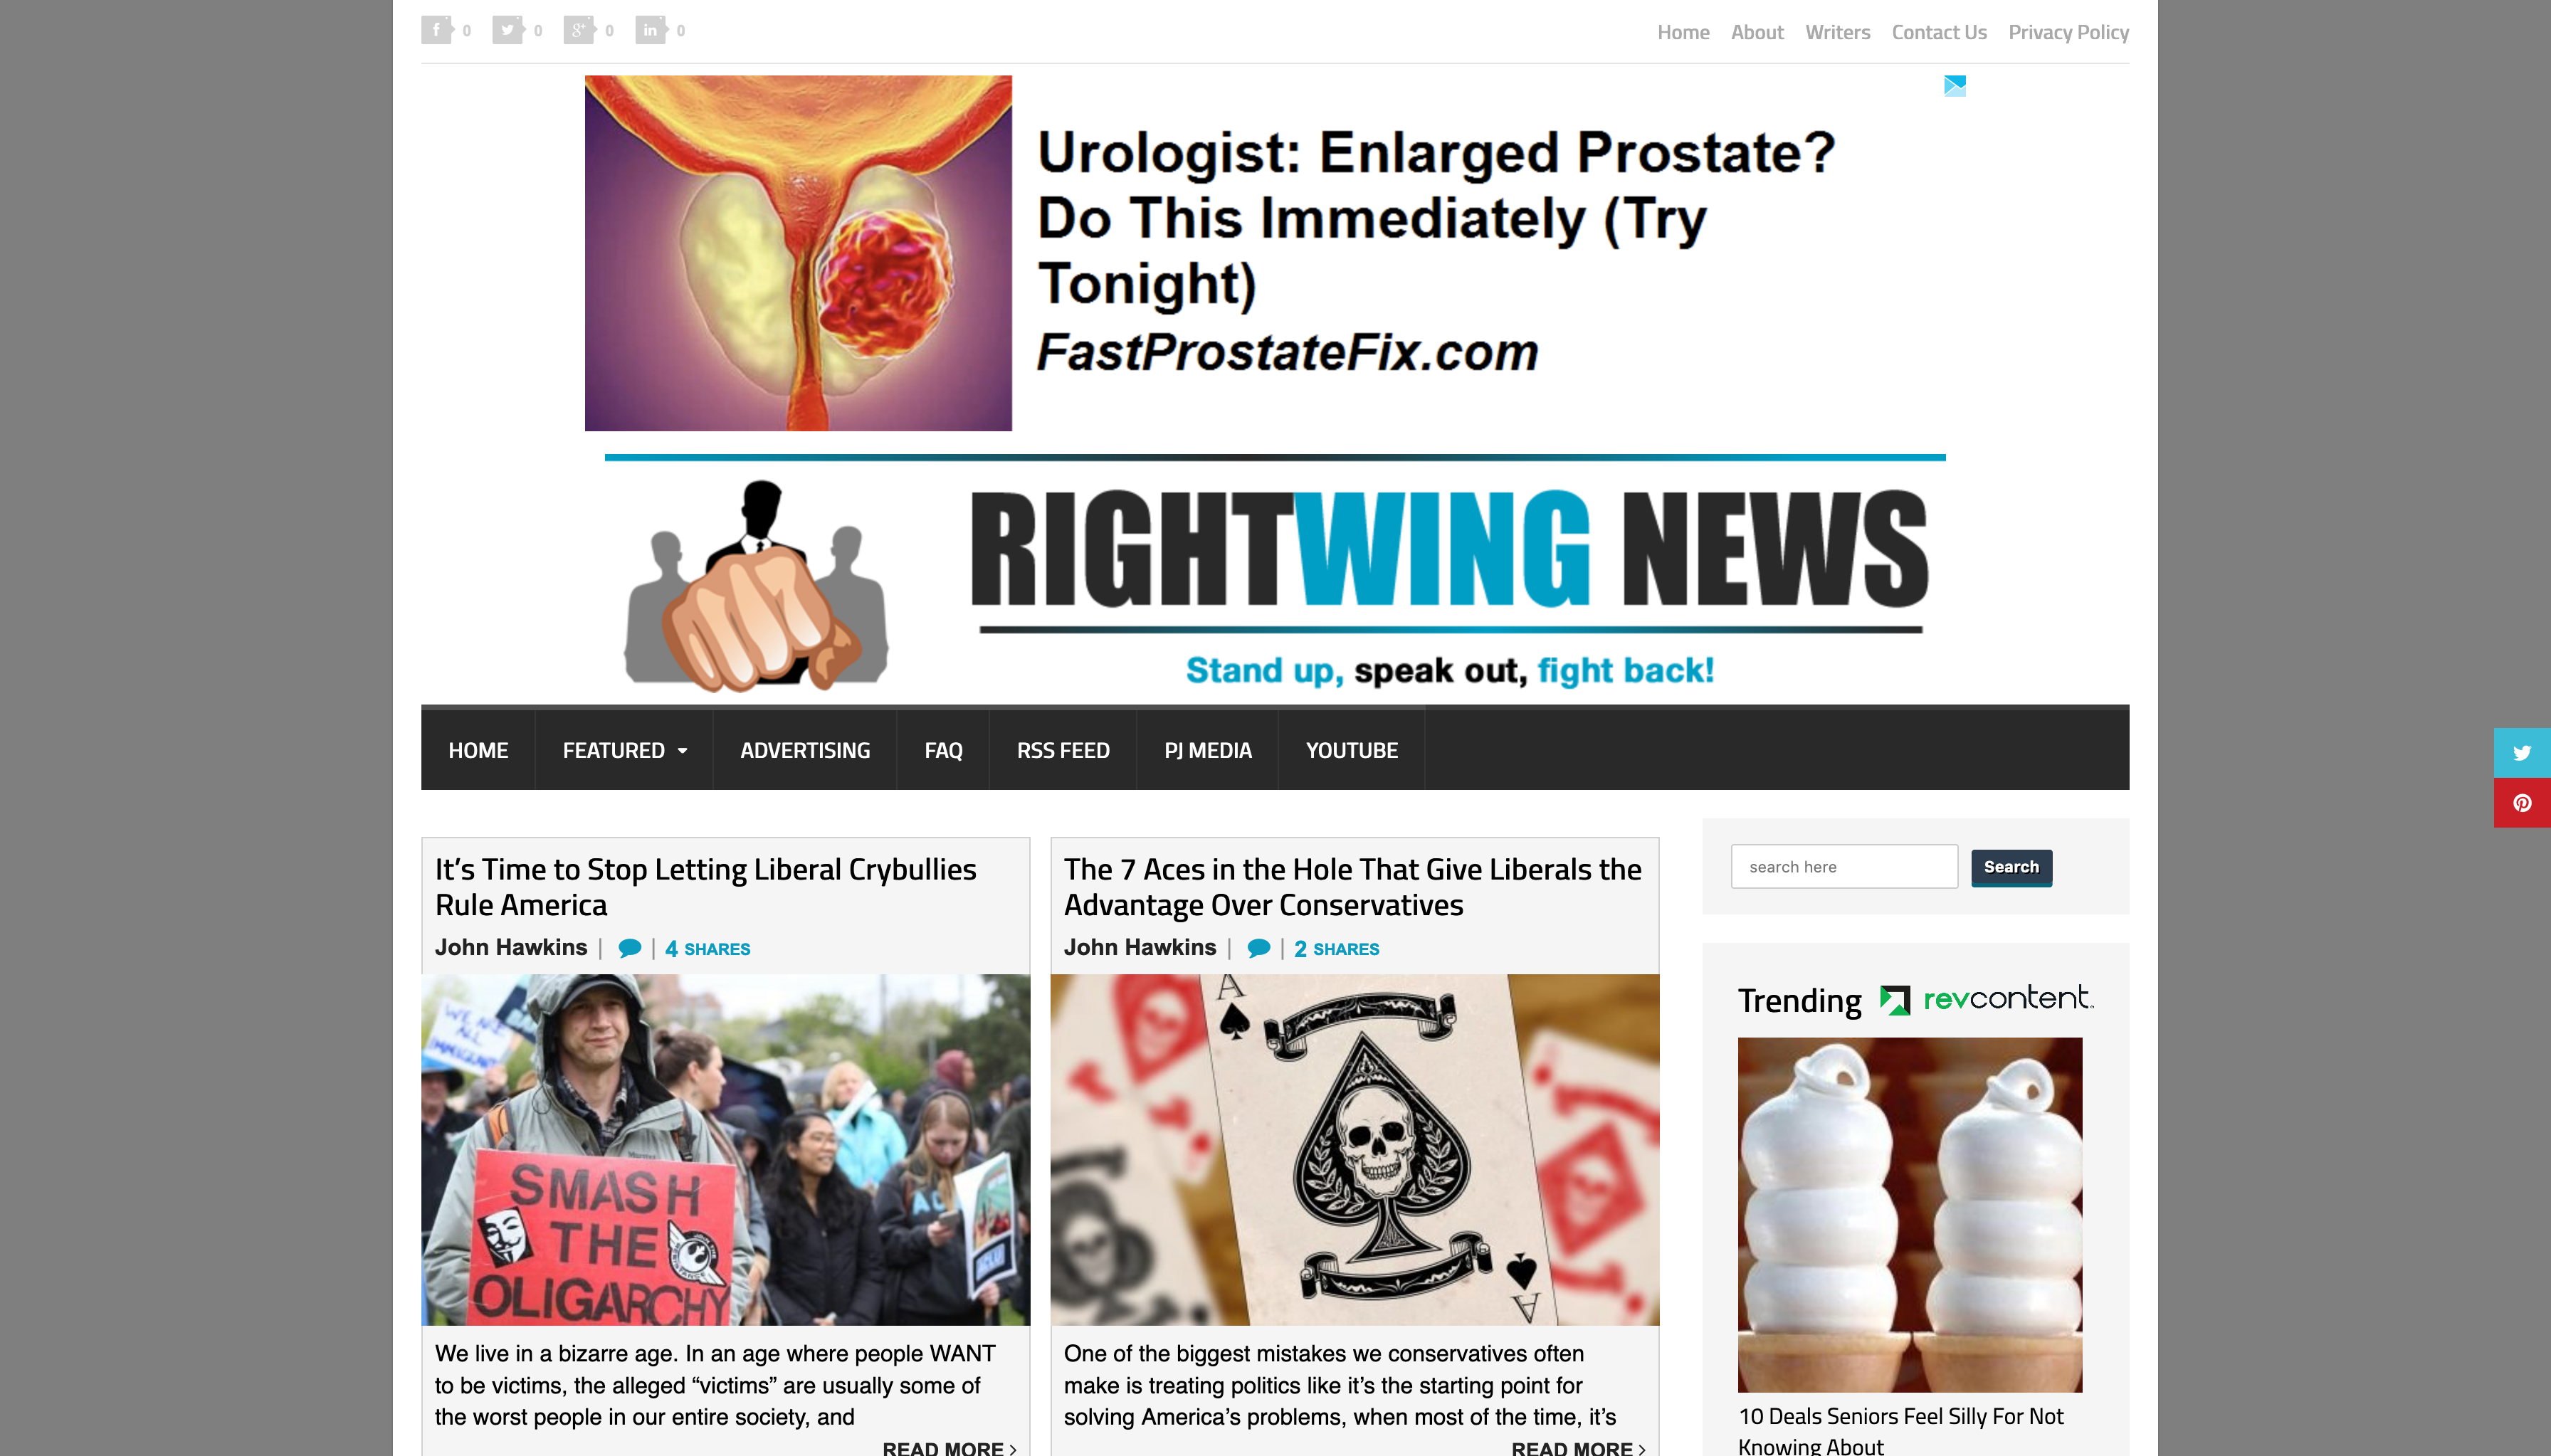 0 0 0 0
Home About Writers Contact Us Privacy Policy
Urologist: Enlarged Prostate?
Do This Immediately (Try
Tonight)
FastProstateFix.com
RIGHTWING NEWS
Stand up, speak out, fight back!
HOME FEATURED ADVERTISING FAQ RSS FEED PJ MEDIA YOUTUBE
It’s Time to Stop Letting Liberal Crybullies
Rule America
John Hawkins | | 4 SHARES
SMASH
THE
OLIGARCHY
We live in a bizarre age. In an age where people WANT
to be victims, the alleged “victims” are usually some of
the worst people in our entire society, and
READ MORE
The 7 Aces in the Hole That Give Liberals the
Advantage Over Conservatives
John Hawkins | | 2 SHARES
A
A
One of the biggest mistakes we conservatives often
make is treating politics like it’s the starting point for
solving America’s problems, when most of the time, it’s
READ MORE
search here Search
Trending revcontent
10 Deals Seniors Feel Silly For Not
Knowing About